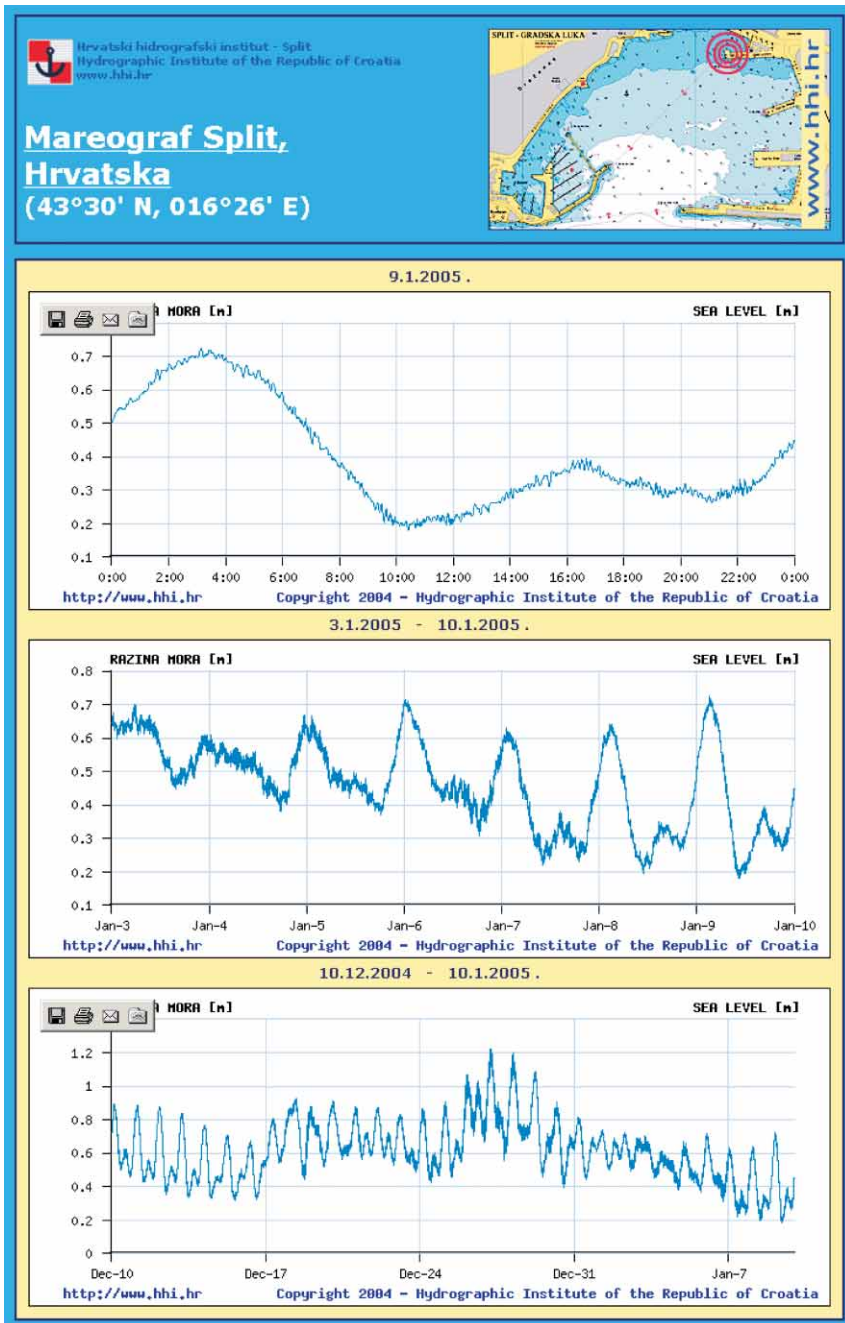 Hrvatski hidrografski institut - Split
Hydrographic Institute of the Republic of Croatia
www.hhi.hr
SPLIT - GRADSKA LUKA
www.hhi.hr
Mareograf Split,
Hrvatska
(43°30' N, 016°26' E)
9.1.2005.
A MORA [m] SEA LEVEL [m]
0.7
0.6
0.5
0.4
0.3
0.2
0.1
0:00 2:00 4:00 6:00 8:00 10:00 12:00 14:00 16:00 18:00 20:00 22:00 0:00
http://www.hhi.hr Copyright 2004 - Hydrographic Institute of the Republic of Croatia
3.1.2005 - 10.1.2005.
RAZINA MORA [m] SEA LEVEL [m]
0.8
0.7
0.6
0.5
0.4
0.3
0.2
0.1
Jan-3 Jan-4 Jan-5 Jan-6 Jan-7 Jan-8 Jan-9 Jan-10
http://www.hhi.hr Copyright 2004 - Hydrographic Institute of the Republic of Croatia
10.12.2004 - 10.1.2005.
A MORA [m] SEA LEVEL [m]
1.2
1
0.8
0.6
0.4
0.2
0
Dec-10 Dec-17 Dec-24 Dec-31 Jan-7
http://www.hhi.hr Copyright 2004 - Hydrographic Institute of the Republic of Croatia